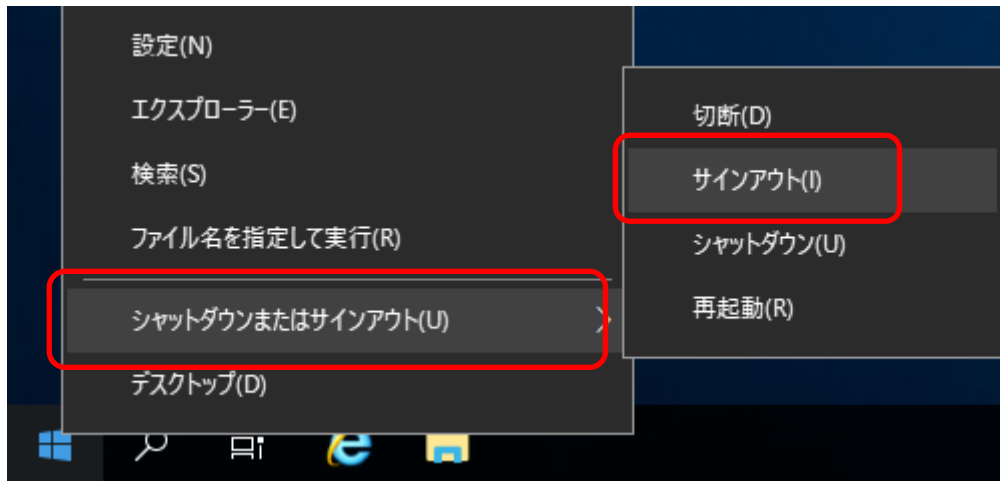 設定(N)
エクスプローラー(E)
検索(S)
ファイル名を指定して実行(R)
シャットダウンまたはサインアウト(U)
デスクトップ(D)
切断(D)
サインアウト(I)
シャットダウン(U)
再起動(R)